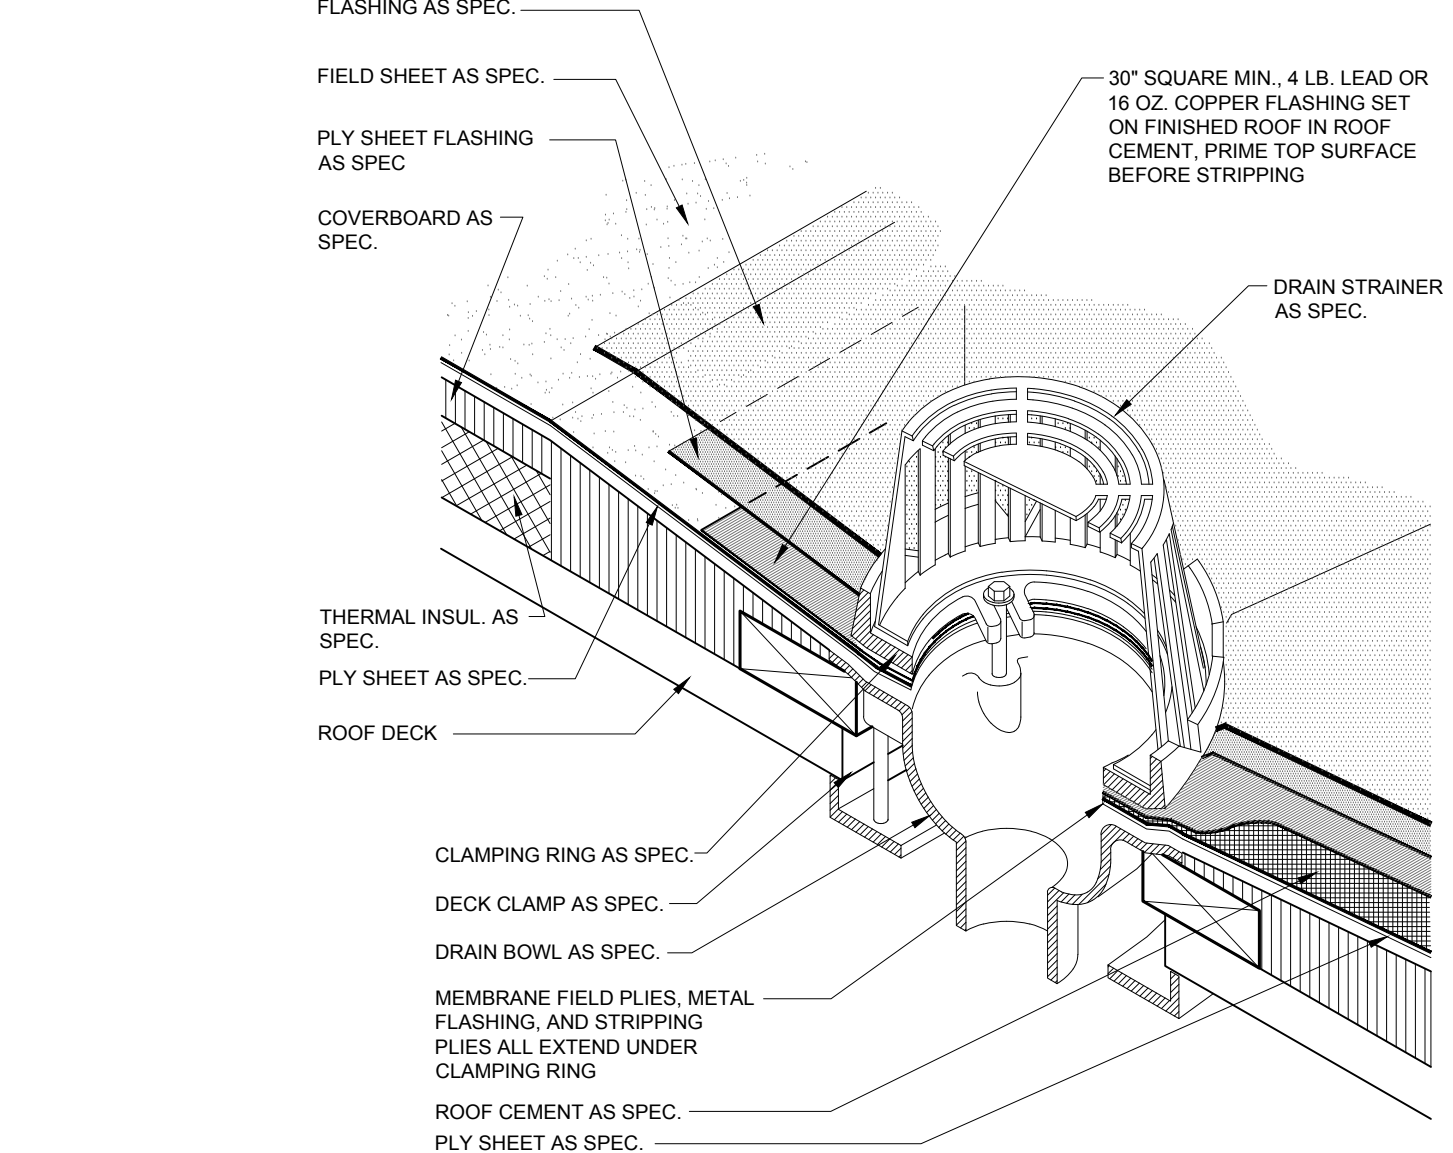 FLASHING AS SPEC.
FIELD SHEET AS SPEC.
PLY SHEET FLASHING
AS SPEC
COVERBOARD AS
SPEC.
30" SQUARE MIN., 4 LB. LEAD OR
16 OZ. COPPER FLASHING SET
ON FINISHED ROOF IN ROOF
CEMENT, PRIME TOP SURFACE
BEFORE STRIPPING
DRAIN STRAINER
AS SPEC.
THERMAL INSUL. AS
SPEC.
PLY SHEET AS SPEC.
ROOF DECK
CLAMPING RING AS SPEC.
DECK CLAMP AS SPEC.
DRAIN BOWL AS SPEC.
MEMBRANE FIELD PLIES, METAL
FLASHING, AND STRIPPING
PLIES ALL EXTEND UNDER
CLAMPING RING
ROOF CEMENT AS SPEC.
PLY SHEET AS SPEC.